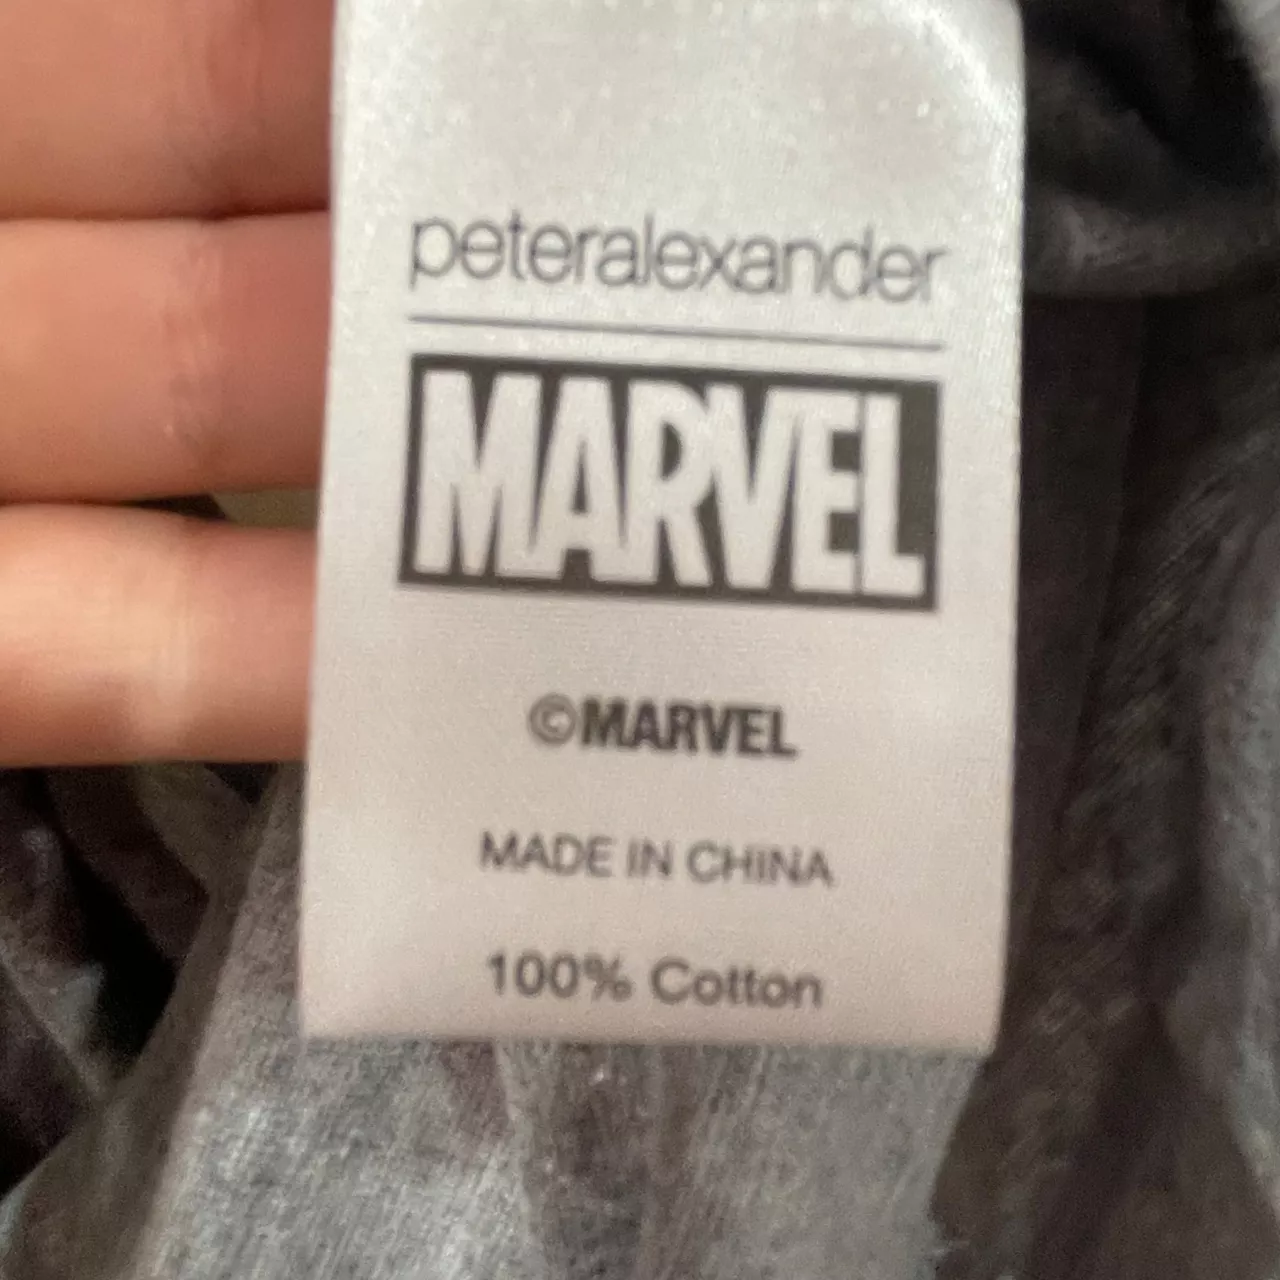 peteralexander
MARVEL
©MARVEL
MADE IN CHINA
100% Cotton